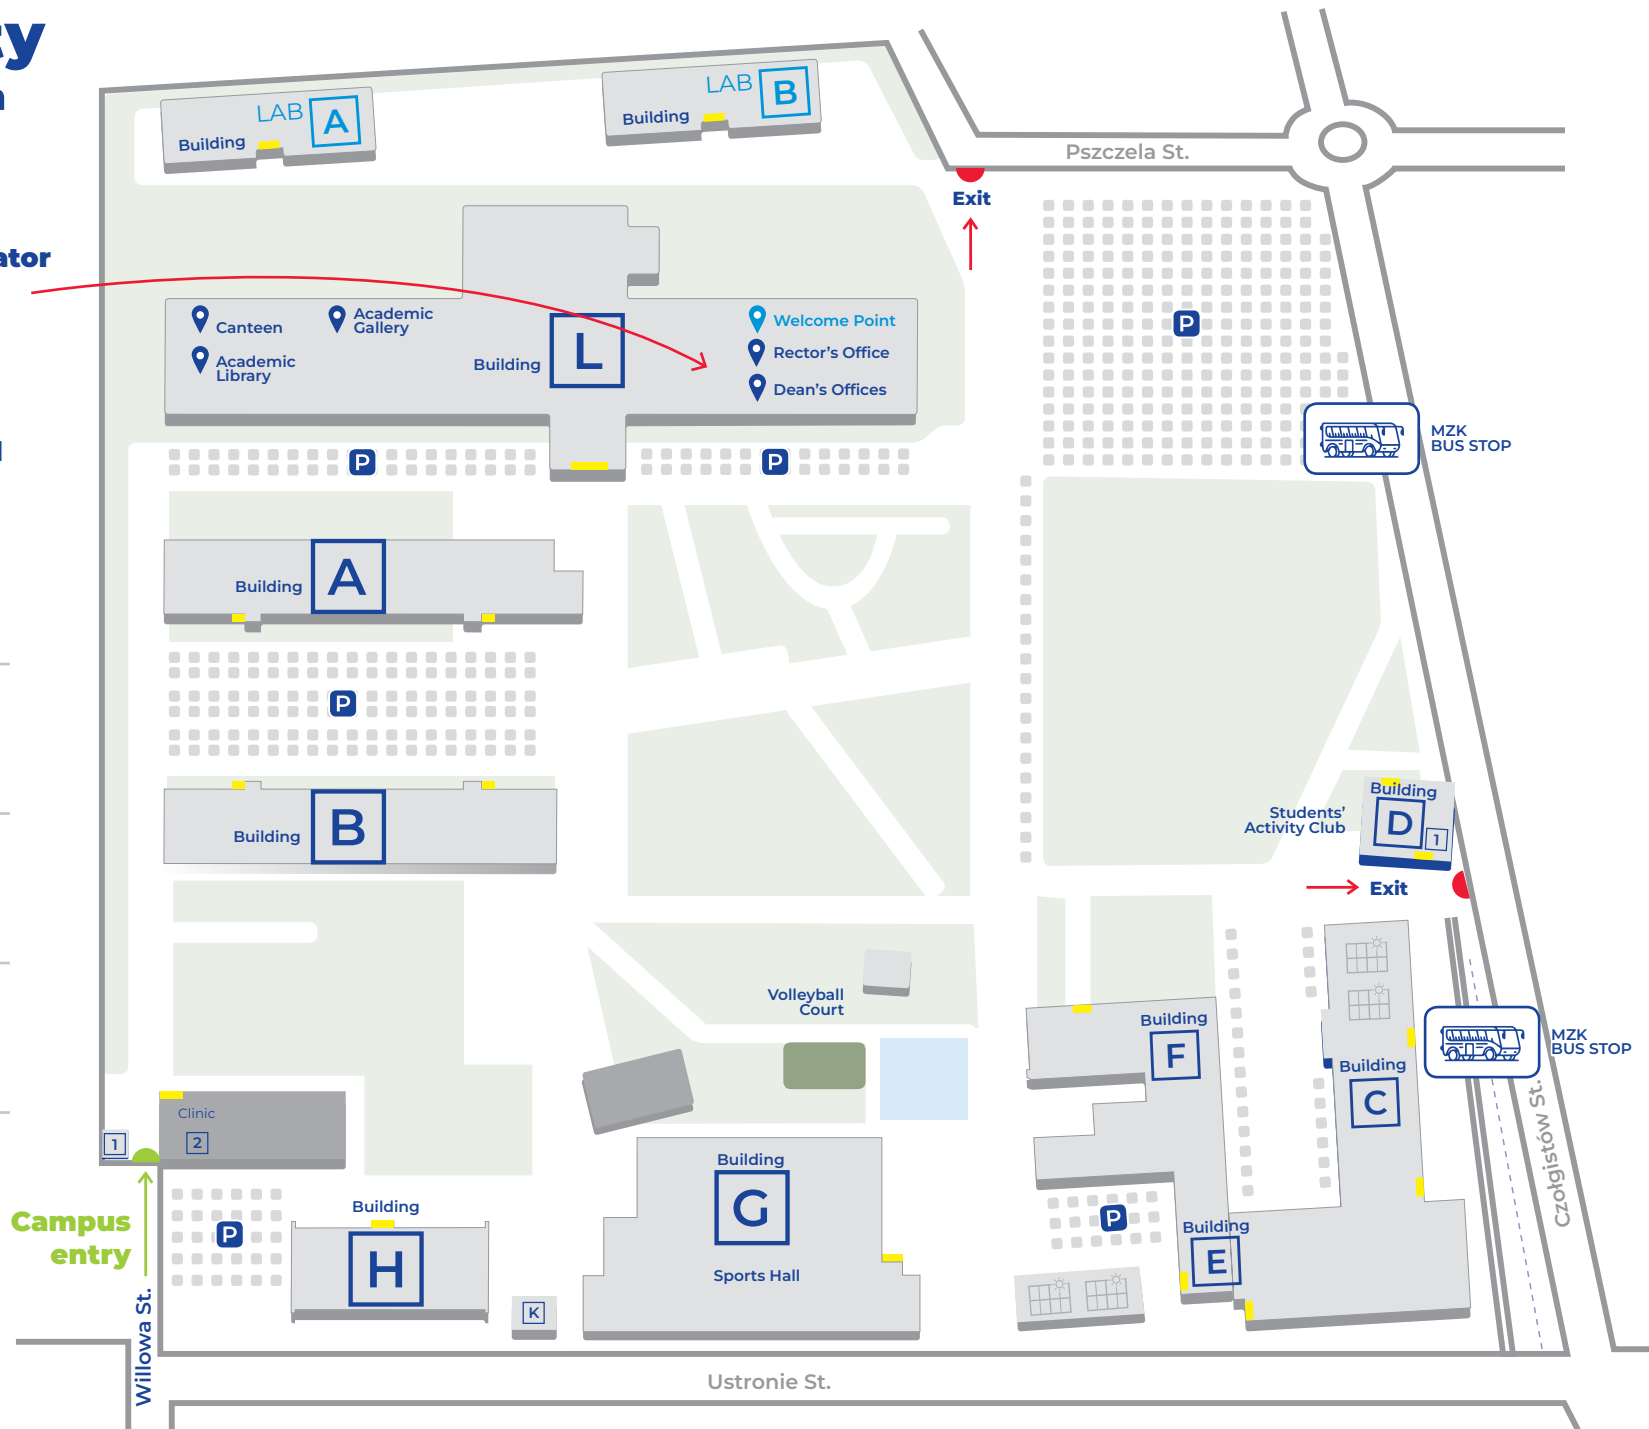 LAB A
Building
LAB B
Building
Pszczela St.
Exit
Canteen
Academic
Gallery
Academic
Library
Building
L
Welcome Point
Rector's Office
Dean's Offices
P
MZK
BUS STOP
P
P
Building
A
P
Building
B
Building
D
1
Students'
Activity Club
Exit
Volleyball
Court
Building
F
Building
C
MZK
BUS STOP
Czołgistów St.
Clinic
2
1
Campus
entry
Willowa St.
P
Building
H
K
Building
G
Sports Hall
P
Building
E
Ustronie St.